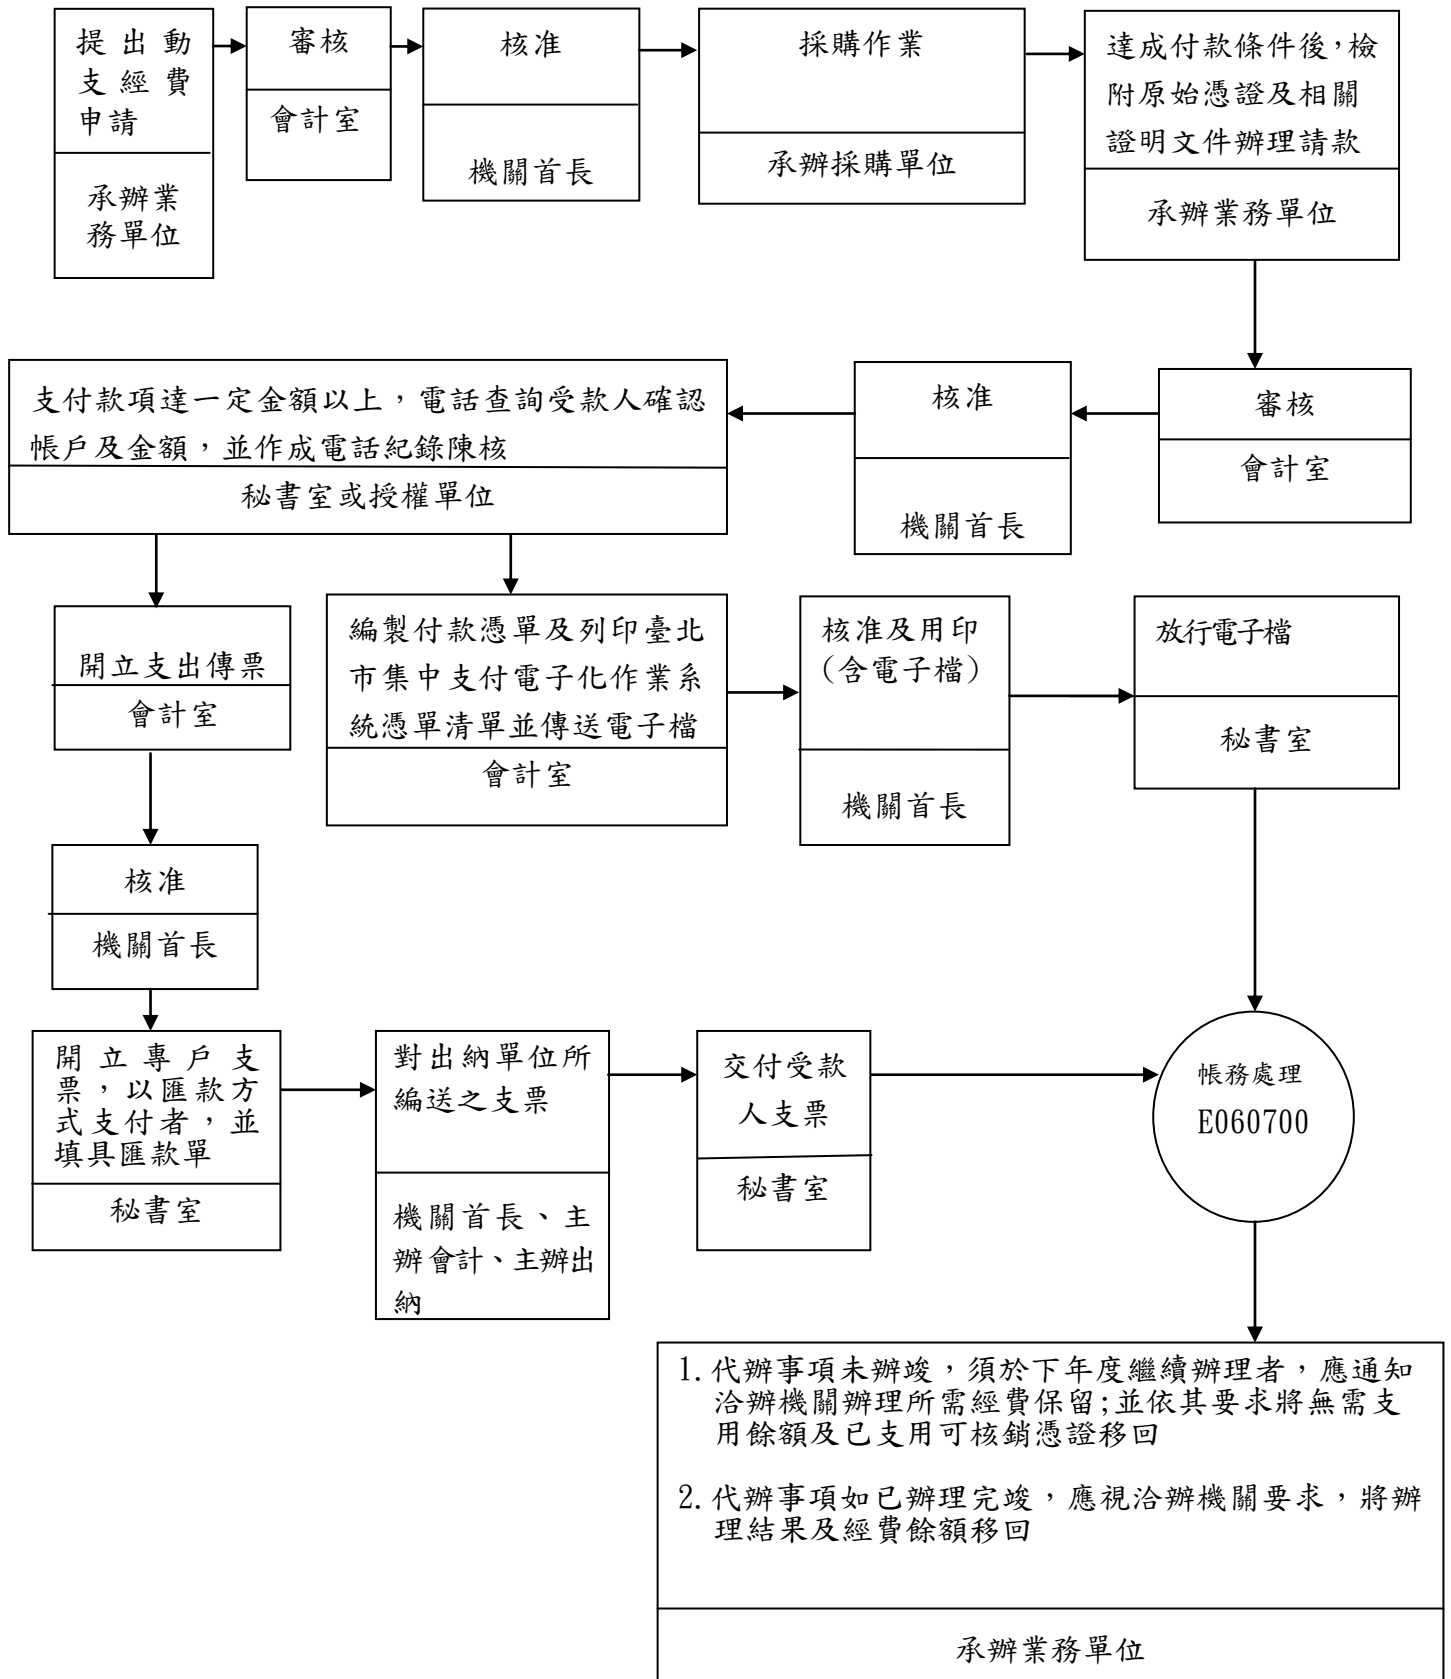 提出動
支經費
申請
承辦業
務單位
審核
會計室
核准
機關首長
採購作業
承辦採購單位
達成付款條件後，檢
附原始憑證及相關
證明文件辦理請款
承辦業務單位
審核
會計室
核准
機關首長
支付款項達一定金額以上，電話查詢受款人確認
帳戶及金額，並作成電話紀錄陳核
秘書室或授權單位
開立支出傳票
會計室
編製付款憑單及列印臺北
市集中支付電子化作業系
統憑單清單並傳送電子檔
會計室
核准及用印
(含電子檔)
機關首長
放行電子檔
秘書室
核准
機關首長
開立專戶支
票，以匯款方
式支付者，並
填具匯款單
秘書室
對出納單位所
編送之支票
機關首長、主
辦會計、主辦出
納
交付受款
人支票
秘書室
帳務處理
E060700
1.代辦事項未辦竣，須於下年度繼續辦理者，應通知
洽辦機關辦理所需經費保留;並依其要求將無需支
用餘額及已支用可核銷憑證移回
2.代辦事項如已辦理完竣，應視洽辦機關要求，將辦
理結果及經費餘額移回
承辦業務單位